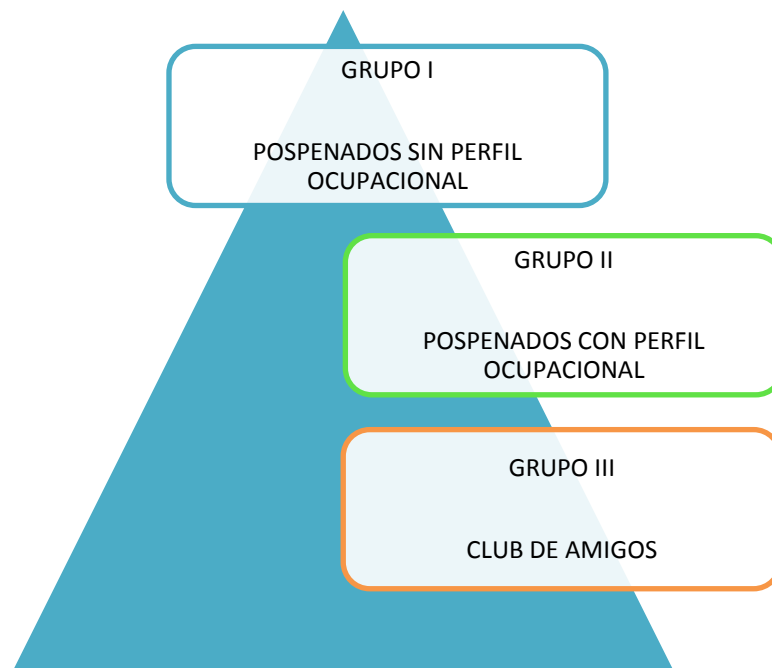 GRUPO I
POSPENADOS SIN PERFIL
OCUPACIONAL
GRUPO II
POSPENADOS CON PERFIL
OCUPACIONAL
GRUPO III
CLUB DE AMIGOS